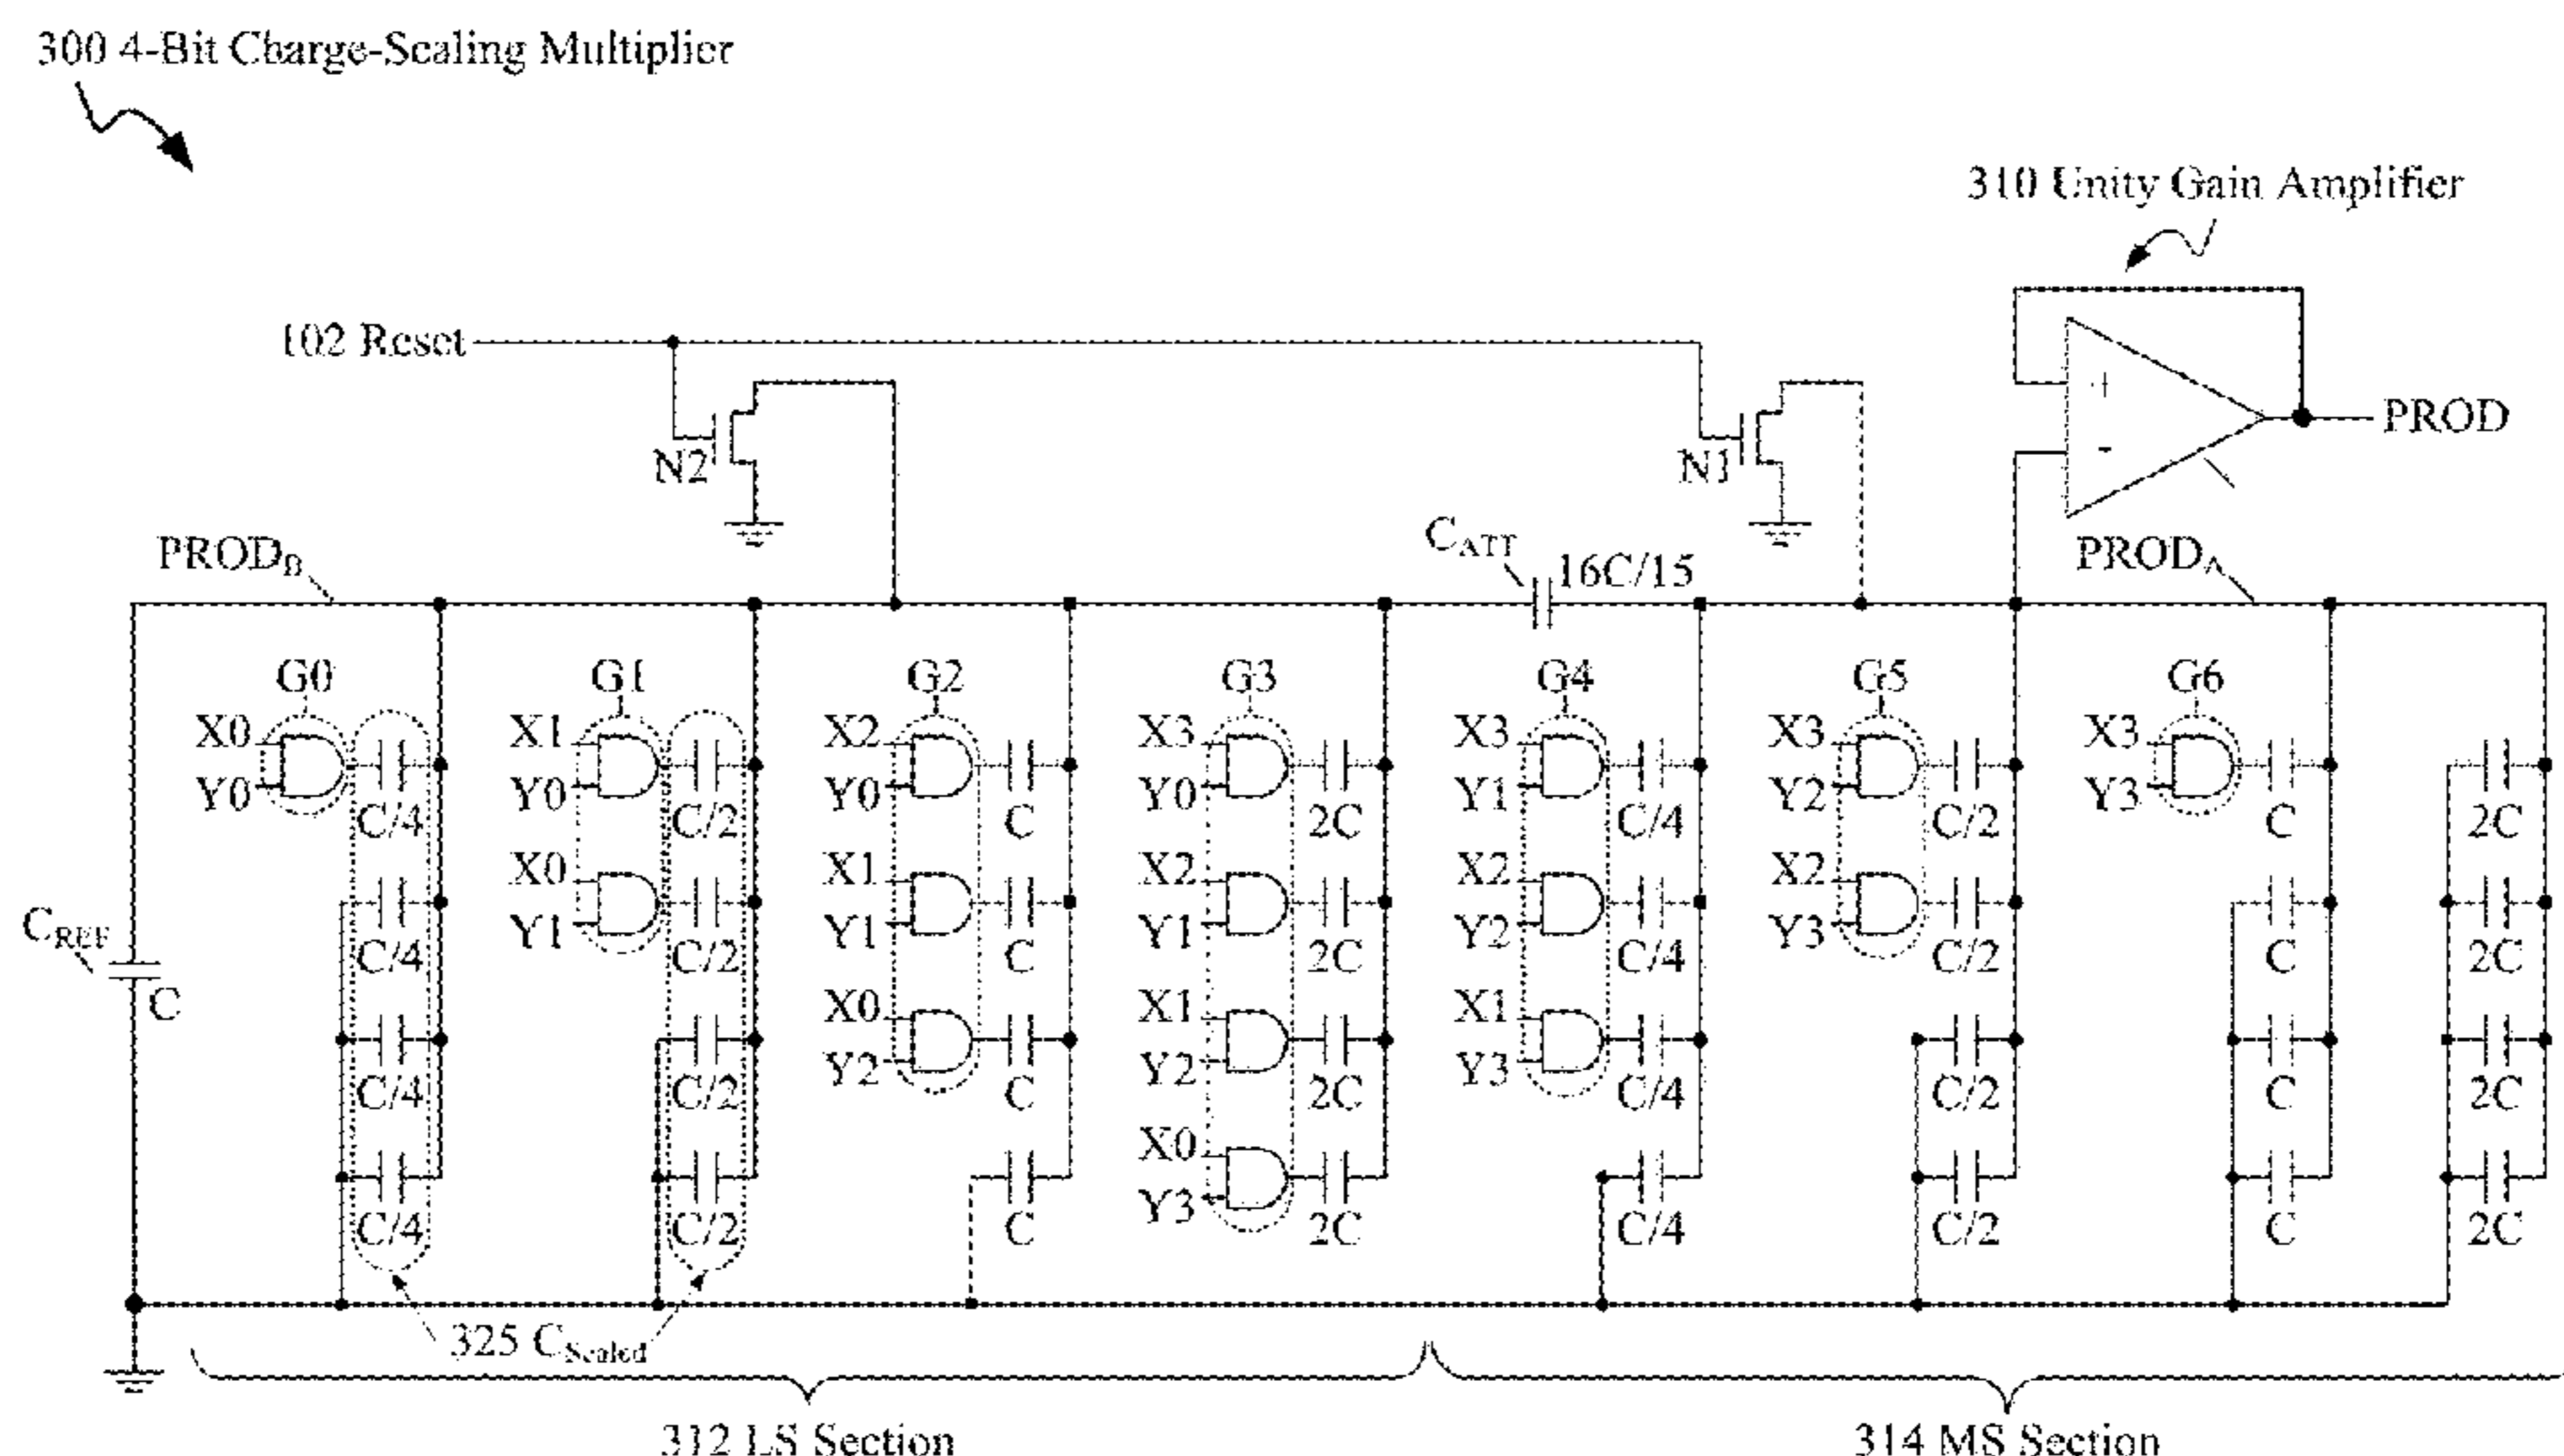 300 4-Bit Charge-Scaling Multiplier
310 Unity Gain Amplifier
102 Reset
N2
N1
+
-
PROD
PROD_B
C_ATT
16C/15
PROD_A
G0 G1 G2 G3 G4 G5 G6
X0 X1 X2 X3 X3 X3 X3
Y0 Y0 Y0 Y0 Y1 Y2 Y3
C/4 C/2 C 2C C/4 C/2 C 2C
X0 X1 X2 X2 X2
Y1 Y1 Y1 Y2 Y3
C_REF
C/4 C/2 C 2C C/4 C/2 C 2C
C
X0 X1 X1
Y2 Y2 Y3
C/4 C/2 C 2C C/4 C/2 C 2C
X0
Y3
C/4 C/2 C 2C C/4 C/2 C 2C
325 C_Scaled
312 LS Section
314 MS Section